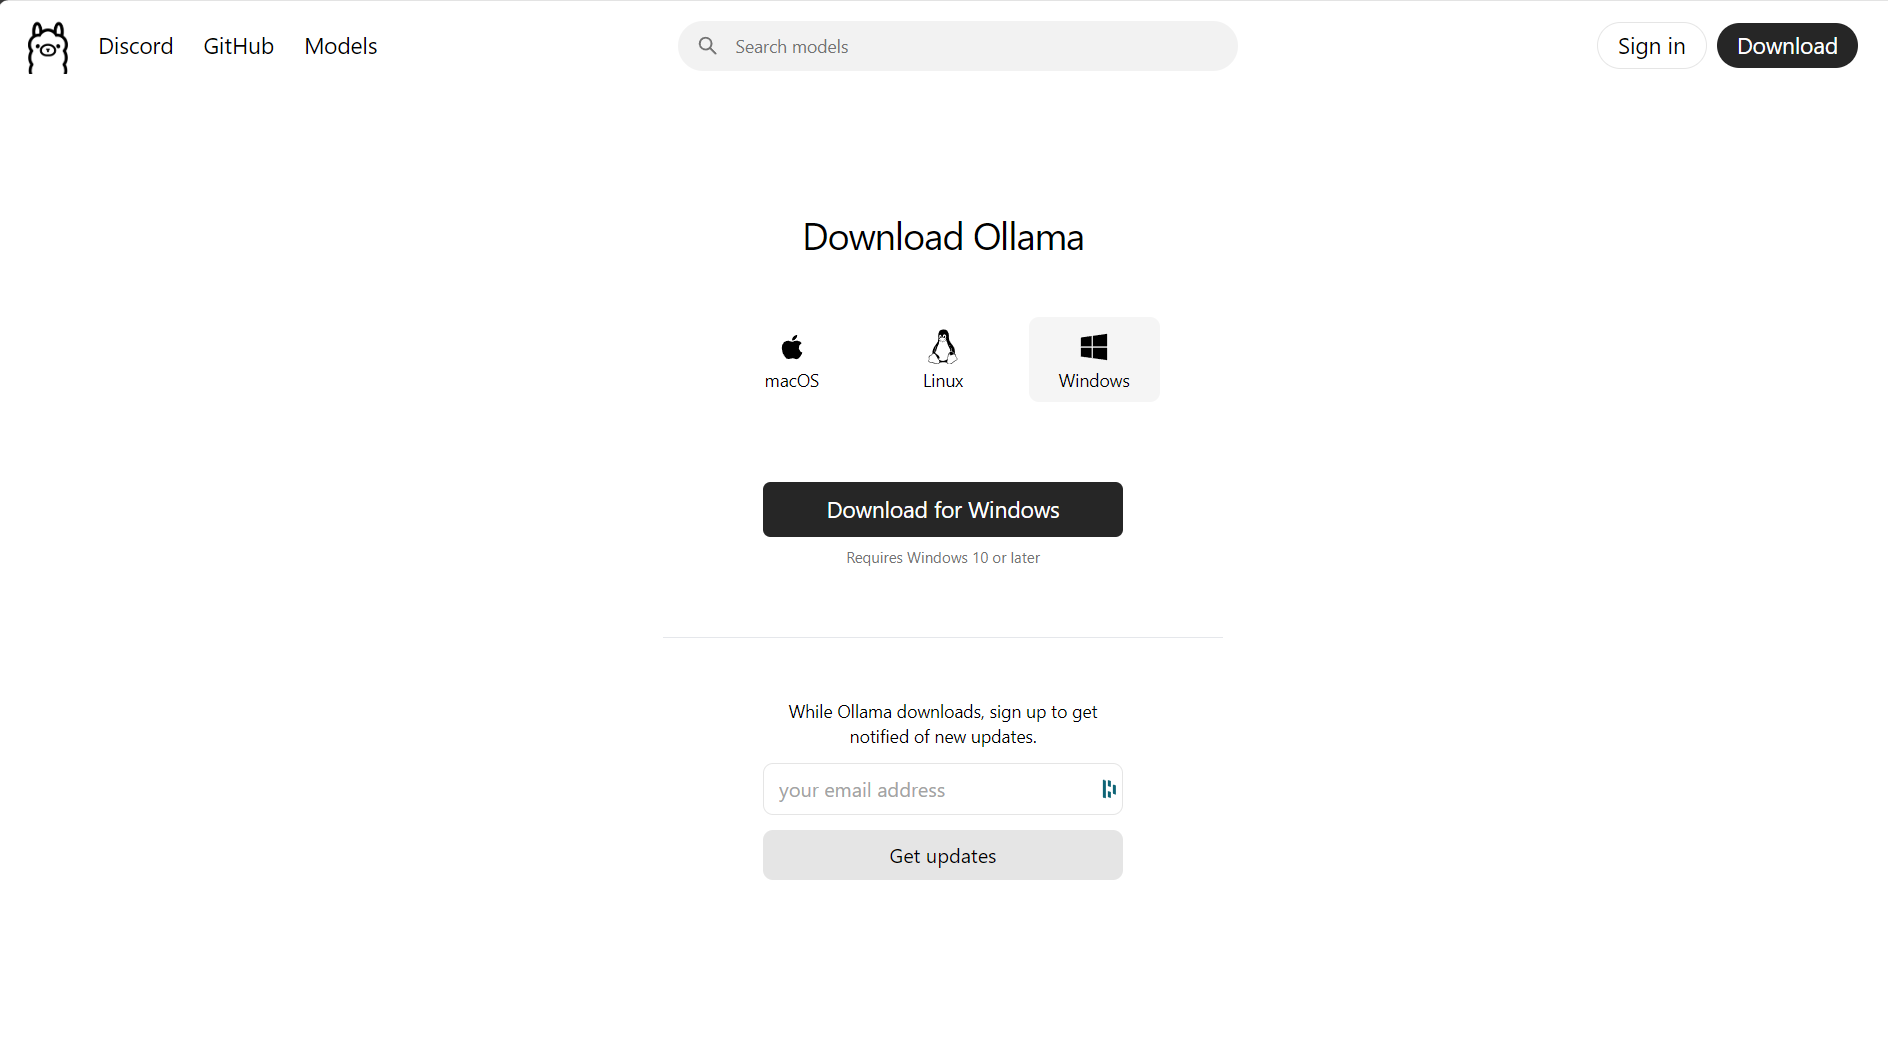 Discord GitHub Models Search models Sign in Download
Download Ollama
macOS Linux Windows
Download for Windows
Requires Windows 10 or later
While Ollama downloads, sign up to get
notified of new updates.
your email address
Get updates